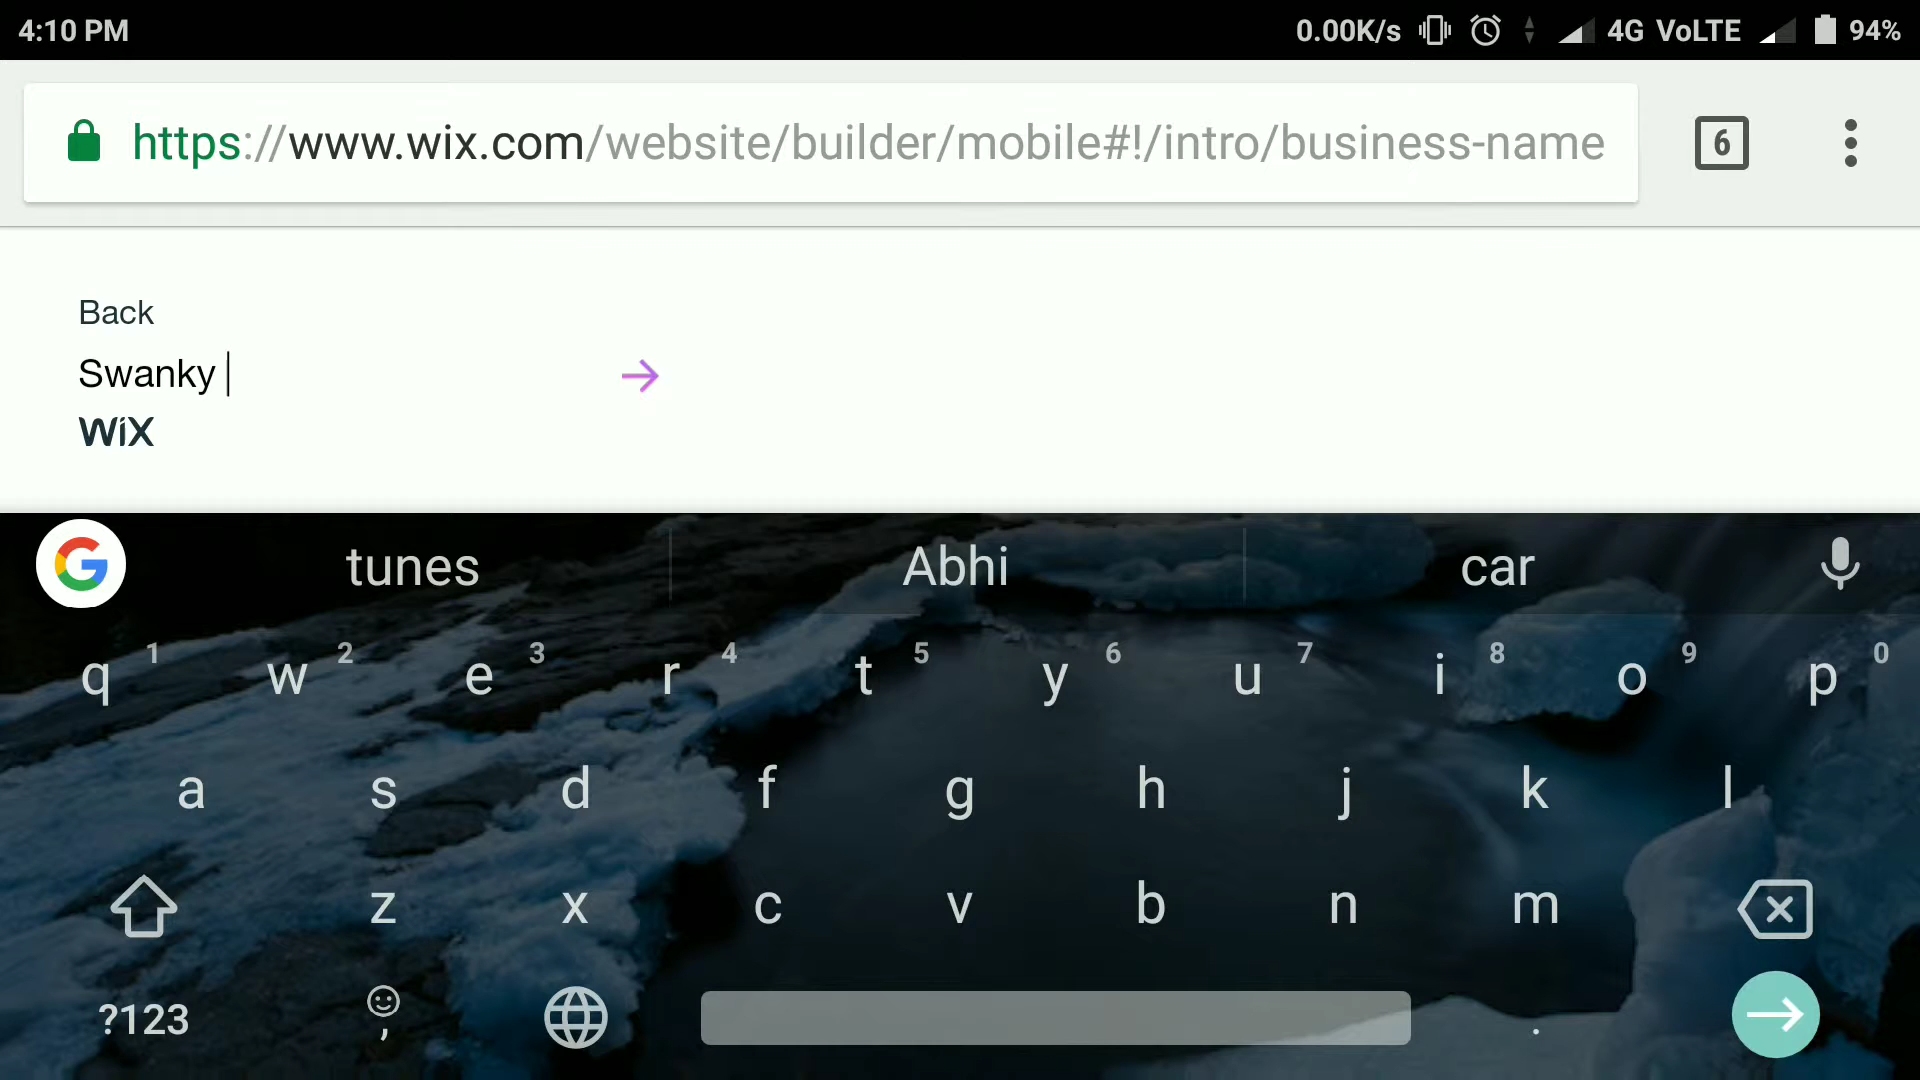 4:10 PM 0.00K/s 4G VoLTE 94%
https://www.wix.com/website/builder/mobile#!/intro/business-name 6
Back
Swanky
WiX
G tunes Abhi car
q 1 w 2 e 3 r 4 t 5 y 6 u 7 i 8 o 9 p 0
a s d f g h j k l
z x c v b n m
?123 , .